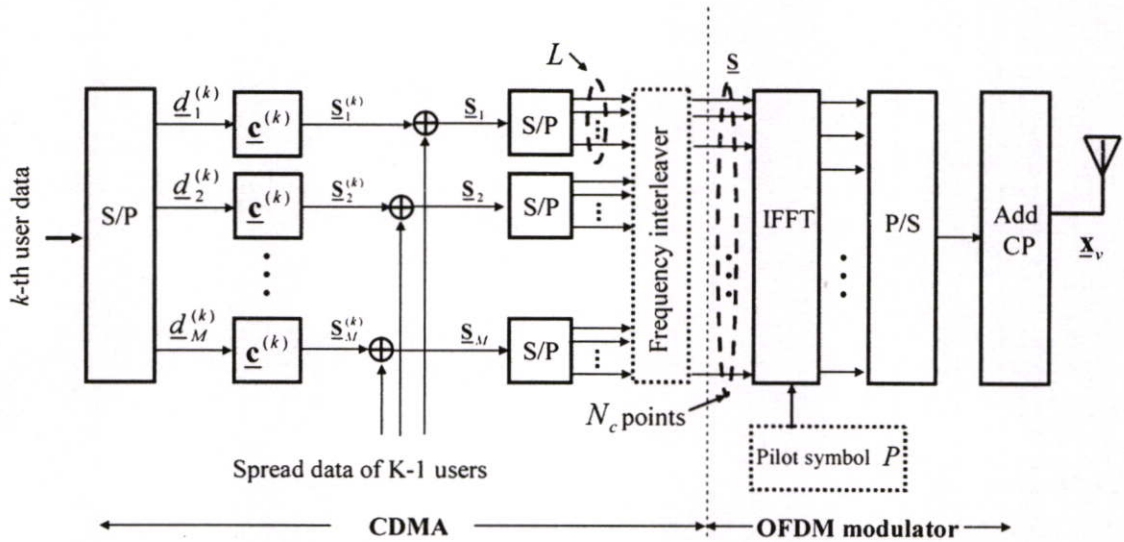 k-th user data
S/P
d_1^(k)
c^(k)
s_1^(k)
s_1
S/P
L
d_2^(k)
c^(k)
s_2^(k)
s_2
S/P
d_M^(k)
c^(k)
s_M^(k)
s_M
S/P
Frequency interleaver
s
IFFT
P/S
Add
CP
x_v
N_c points
Pilot symbol P
Spread data of K-1 users
CDMA
OFDM modulator